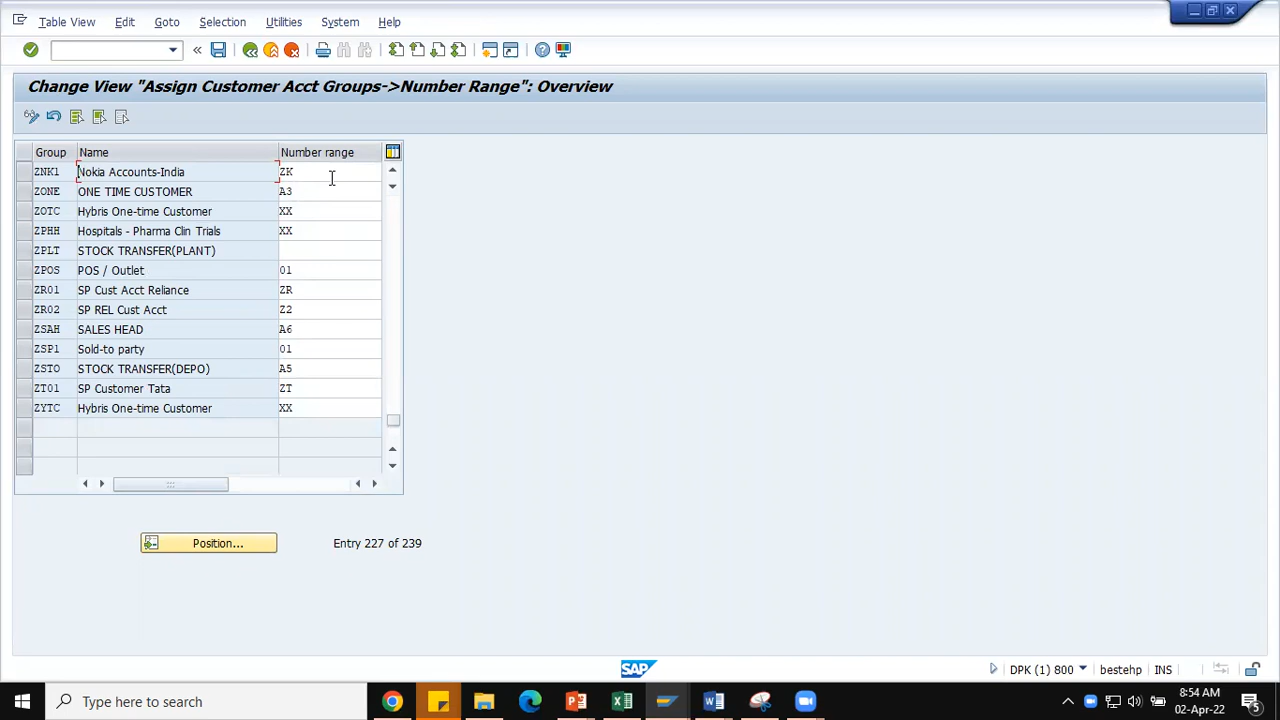 Table View Edit Goto Selection Utilities System Help
Change View "Assign Customer Acct Groups->Number Range": Overview
Group Name Number range
ZNK1 Nokia Accounts-India ZK
ZONE ONE TIME CUSTOMER A3
ZOTC Hybris One-time Customer XX
ZPHH Hospitals - Pharma Clin Trials XX
ZPLT STOCK TRANSFER(PLANT)
ZPOS POS / Outlet 01
ZR01 SP Cust Acct Reliance ZR
ZR02 SP REL Cust Acct Z2
ZSAH SALES HEAD A6
ZSP1 Sold-to party 01
ZSTO STOCK TRANSFER(DEPO) A5
ZT01 SP Customer Tata ZT
ZYTC Hybris One-time Customer XX
Position... Entry 227 of 239
SAP DPK (1) 800 bestehp INS
Type here to search
8:54 AM
02-Apr-22
5